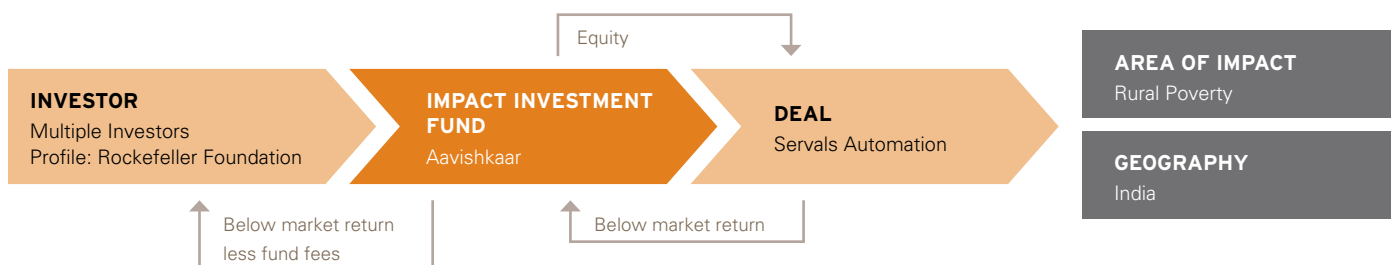 Equity
INVESTOR
Multiple Investors
Profile: Rockefeller Foundation
IMPACT INVESTMENT
FUND
Aavishkaar
DEAL
Servals Automation
AREA OF IMPACT
Rural Poverty
GEOGRAPHY
India
Below market return
less fund fees
Below market return